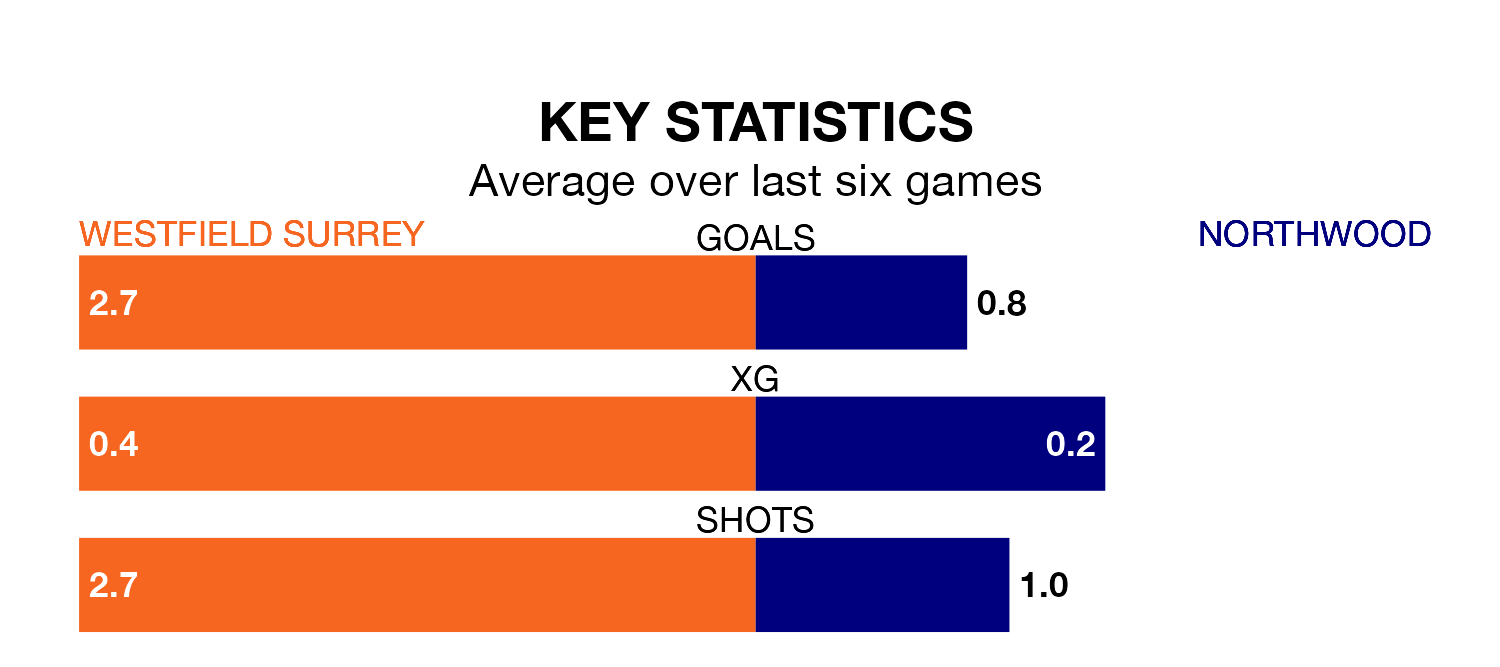 KEY STATISTICS
Average over last six games
WESTFIELD SURREY
GOALS
NORTHWOOD
2.7
0.8
XG
0.4
0.2
SHOTS
2.7
1.0